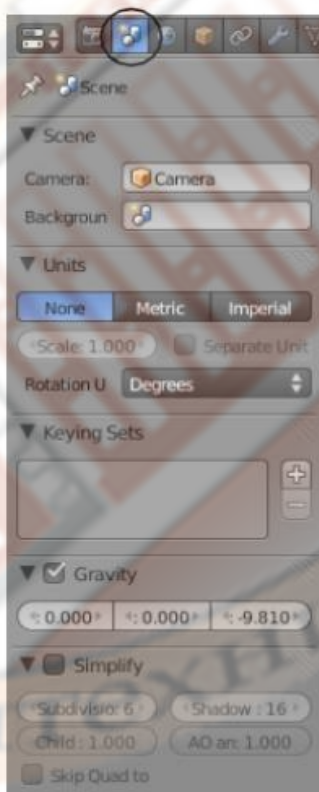 Scene
Scene
Camera: Camera
Backgroun
Units
None Metric Imperial
Scale: 1.000 Separate Unit
Rotation U Degrees
Keying Sets
Gravity
: 0.000 : 0.000 : -9.810
Simplify
Subdivisio: 6 Shadow : 16
Child : 1.000 AO an: 1.000
Skip Quad to